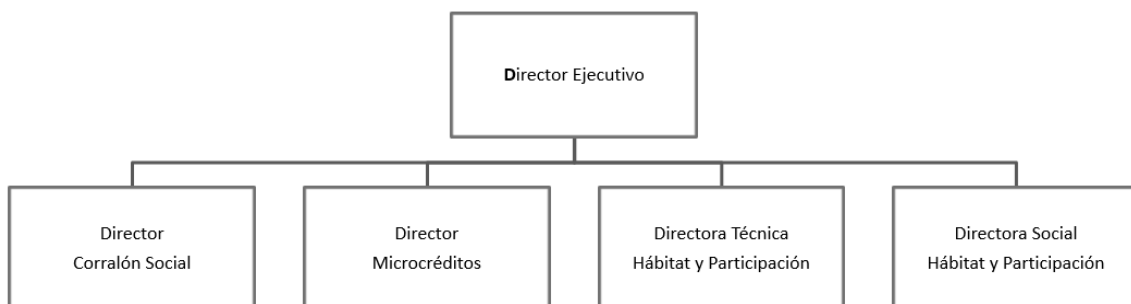 Director Ejecutivo
Director
Corralón Social
Director
Microcréditos
Directora Técnica
Hábitat y Participación
Directora Social
Hábitat y Participación